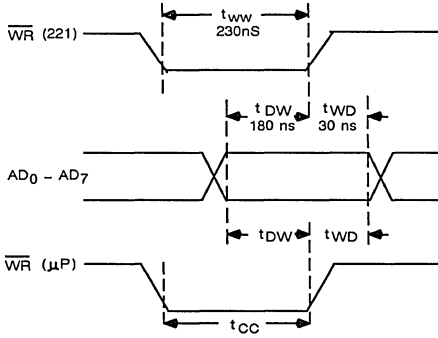 tWW
WR (221)
230nS
tDW
tWD
180 ns
30 ns
AD0 - AD7
tDW
tWD
WR (μP)
tCC